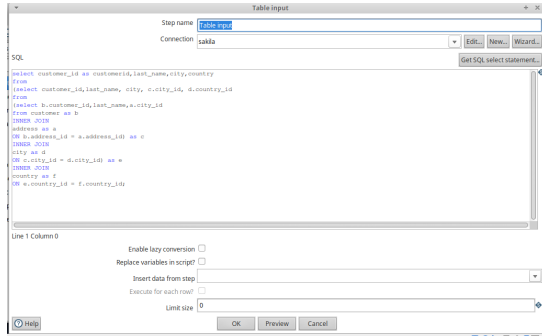 Table input
Step name Table input
Connection sakila Edit... New... Wizard...
SQL Get SQL select statement...
select customer_id as customerid,last_name,city,country
from
(select customer_id,last_name, city, c.city_id, d.country_id
from
(select b.customer_id,last_name,a.city_id
from customer as b
INNER JOIN
address as a
ON b.address_id = a.address_id) as c
INNER JOIN
city as d
ON c.city_id = d.city_id) as e
INNER JOIN
country as f
ON e.country_id = f.country_id;
Line 1 Column 0
Enable lazy conversion
Replace variables in script?
Insert data from step
Execute for each row?
Limit size 0
Help OK Preview Cancel